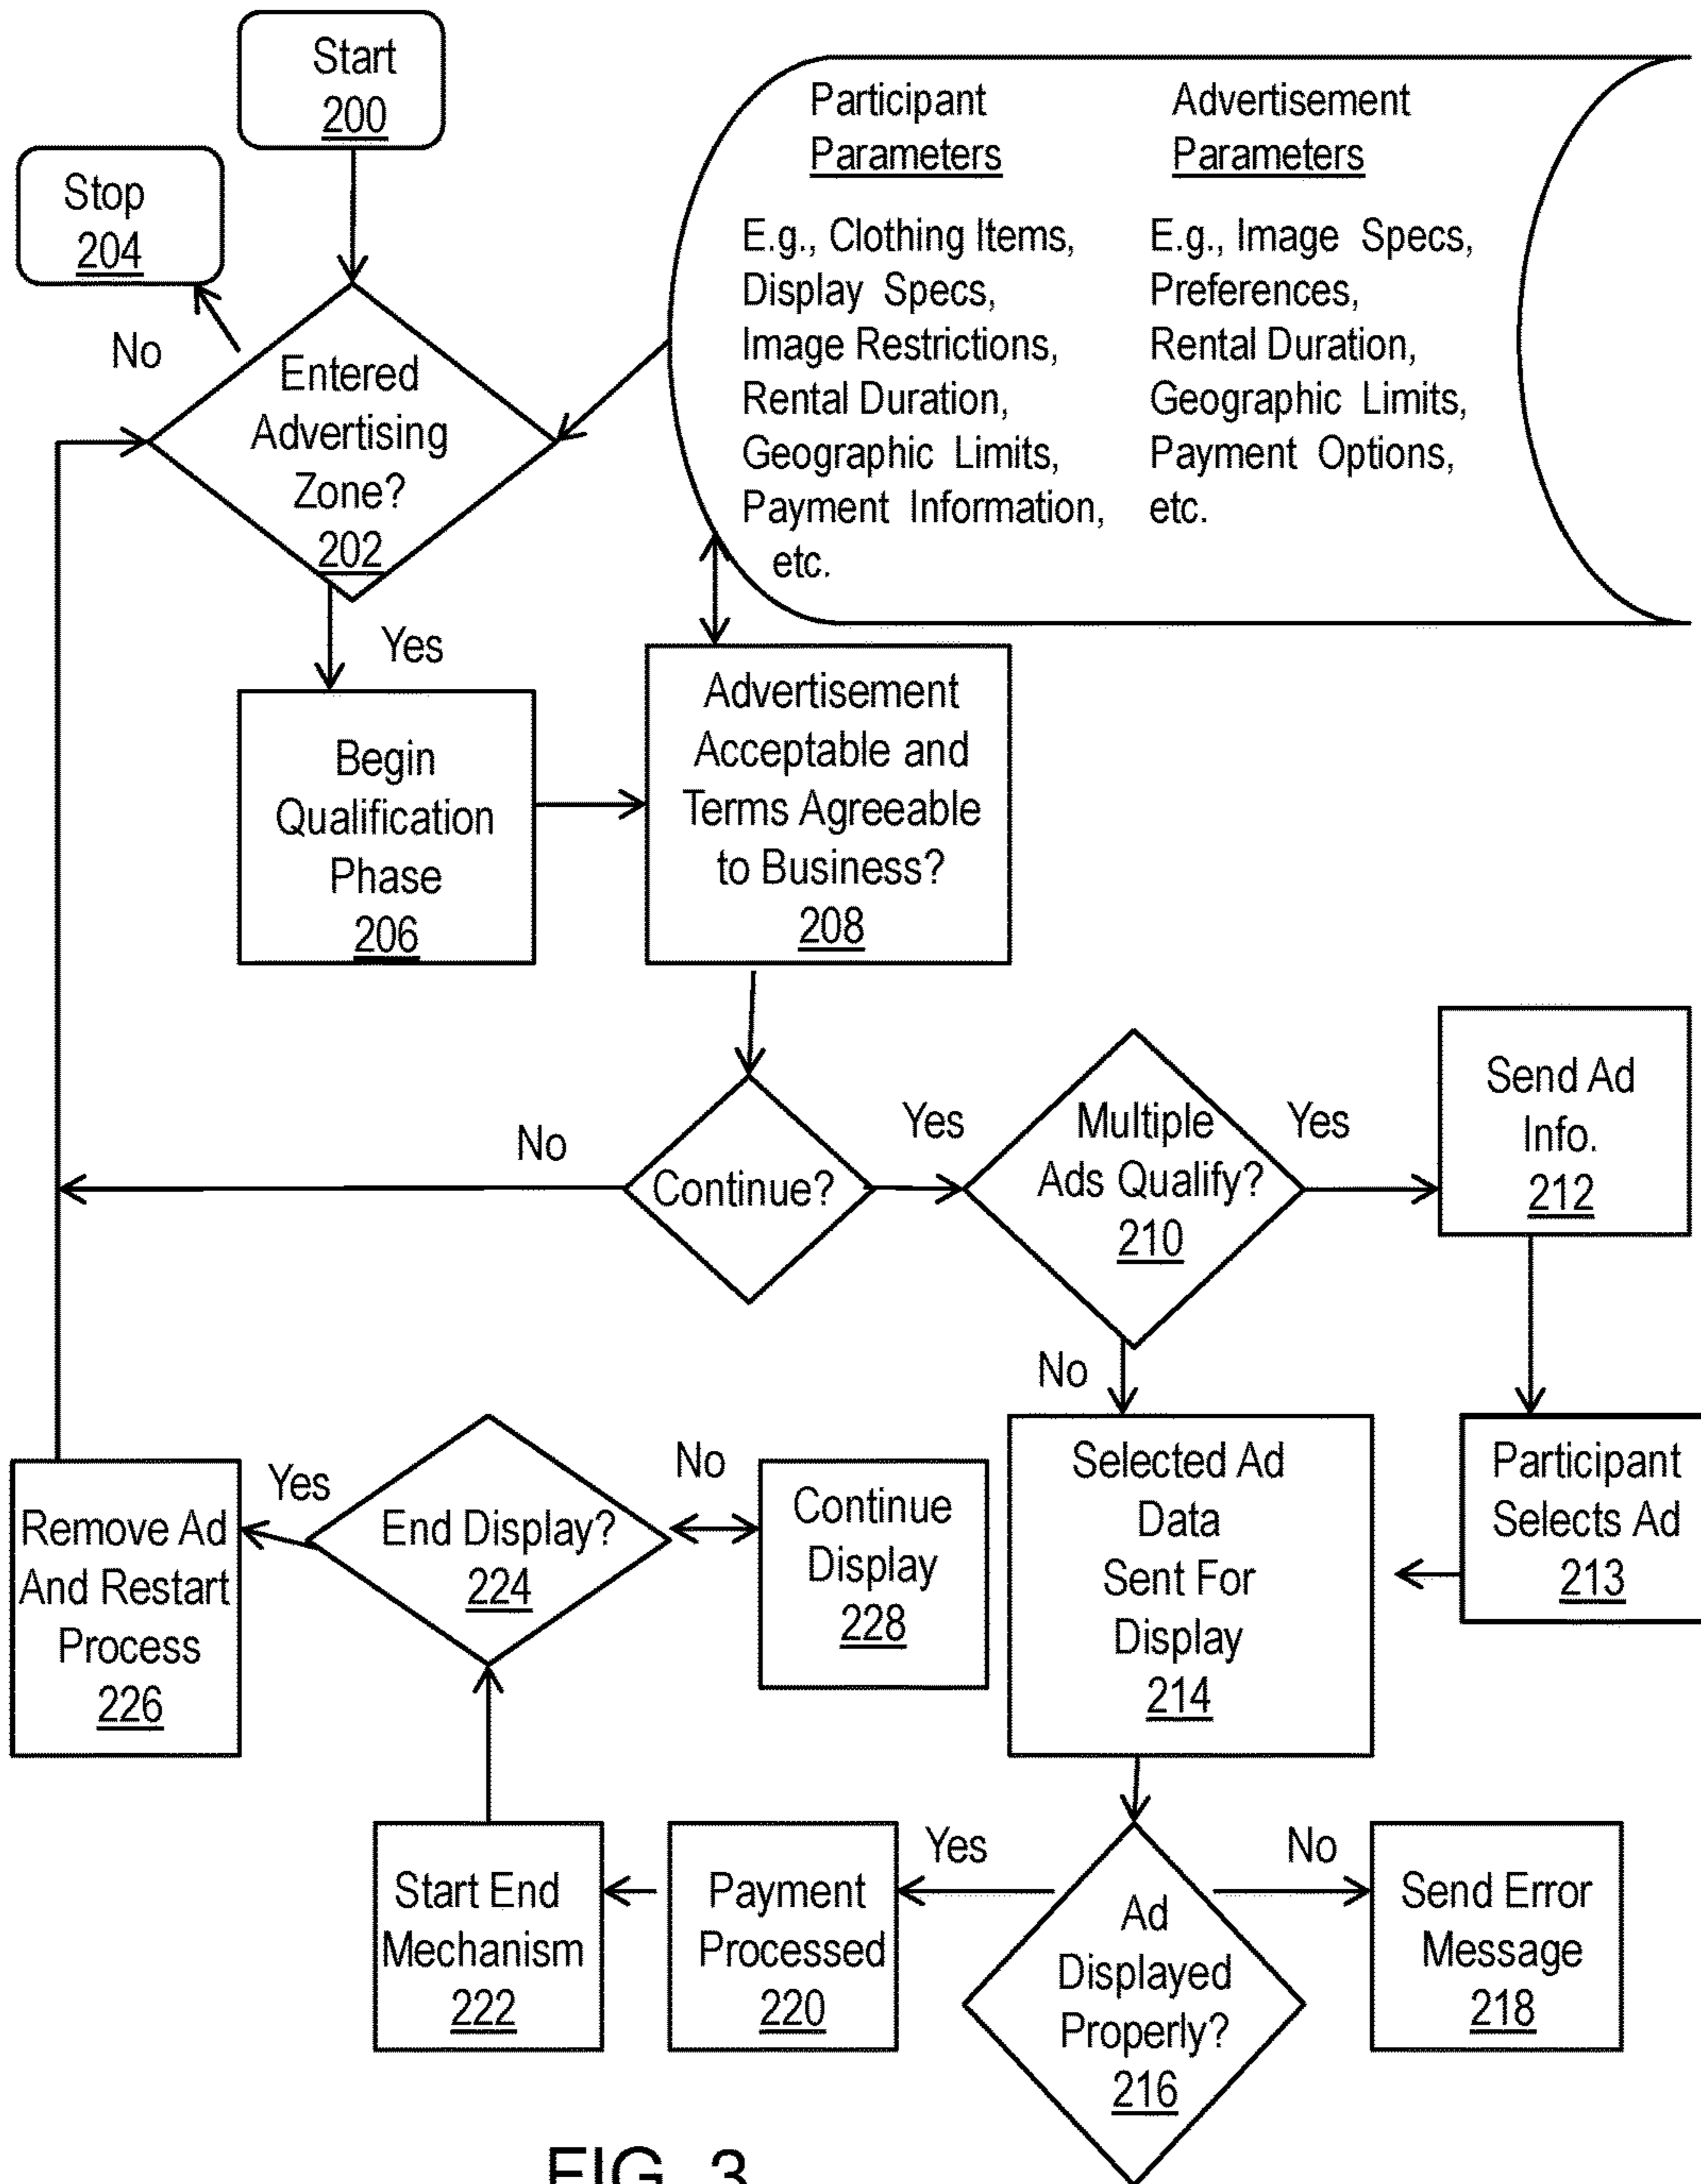 Start
200
Stop
204
No
Entered
Advertising
Zone?
202
Yes
Participant
Parameters
E.g., Clothing Items,
Display Specs,
Image Restrictions,
Rental Duration,
Geographic Limits,
Payment Information,
etc.
Advertisement
Parameters
E.g., Image Specs,
Preferences,
Rental Duration,
Geographic Limits,
Payment Options,
etc.
Begin
Qualification
Phase
206
Advertisement
Acceptable and
Terms Agreeable
to Business?
208
No
Continue?
Yes
Multiple
Ads Qualify?
210
Yes
Send Ad
Info.
212
No
Participant
Selects Ad
213
Selected Ad
Data
Sent For
Display
214
Remove Ad
And Restart
Process
226
Yes
End Display?
224
No
Continue
Display
228
Start End
Mechanism
222
Payment
Processed
220
Yes
Ad
Displayed
Properly?
216
No
Send Error
Message
218
FIG. 3